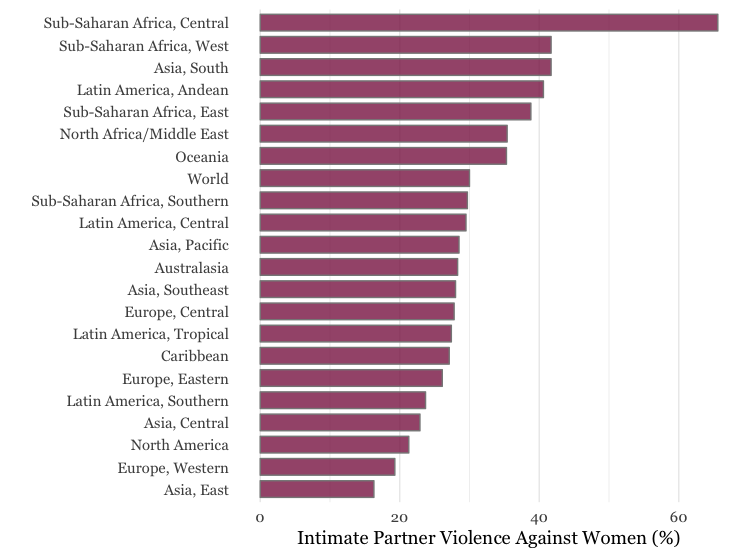 Sub-Saharan Africa, Central
Sub-Saharan Africa, West
Asia, South
Latin America, Andean
Sub-Saharan Africa, East
North Africa/Middle East
Oceania
World
Sub-Saharan Africa, Southern
Latin America, Central
Asia, Pacific
Australasia
Asia, Southeast
Europe, Central
Latin America, Tropical
Caribbean
Europe, Eastern
Latin America, Southern
Asia, Central
North America
Europe, Western
Asia, East
0 20 40 60
Intimate Partner Violence Against Women (%)